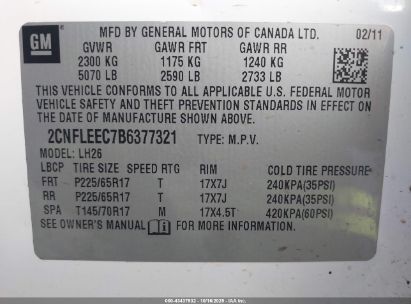 GM
MFD BY GENERAL MOTORS OF CANADA LTD. 02/11
GVWR GAWR FRT GAWR RR
2300 KG 1175 KG 1240 KG
5070 LB 2590 LB 2733 LB
THIS VEHICLE CONFORMS TO ALL APPLICABLE U.S. FEDERAL MOTOR
VEHICLE SAFETY AND THEFT PREVENTION STANDARDS IN EFFECT ON
THE DATE OF MANUFACTURE SHOWN ABOVE.
2CNFLEEC7B6377321 TYPE: M.P.V.
MODEL: LH26
LBCP TIRE SIZE SPEED RTG RIM COLD TIRE PRESSURE
FRT P225/65R17 T 17X7J 240KPA(35PSI)
RR P225/65R17 T 17X7J 240KPA(35PSI)
SPA T145/70R17 M 17X4.5T 420KPA(60PSI)
SEE OWNER'S MANUAL FOR MORE INFORMATION.